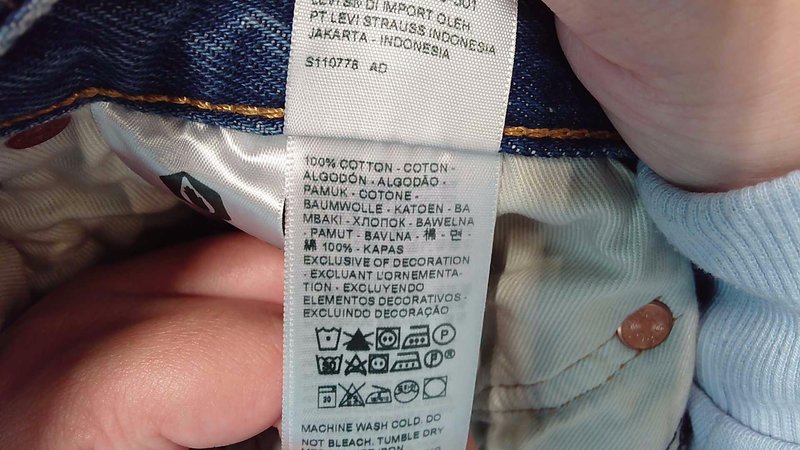 LEVI'S® DI IMPORT OLEH
PT LEVI STRAUSS INDONESIA
JAKARTA - INDONESIA
S110778 AD
100% COTTON - COTON -
ALGODÓN - ALGODÃO -
PAMUK - COTONE -
BAUMWOLLE - KATOEN - BA
MBAKI - ХЛОПОК - BAWELNA
- PAMUT - BAVLNA - 棉 - 면 -
綿 100% - KAPAS
EXCLUSIVE OF DECORATION
- EXCLUANT L'ORNEMENTA-
TION - EXCLUYENDO
ELEMENTOS DECORATIVOS -
EXCLUINDO DECORAÇÃO
MACHINE WASH COLD. DO
NOT BLEACH. TUMBLE DRY